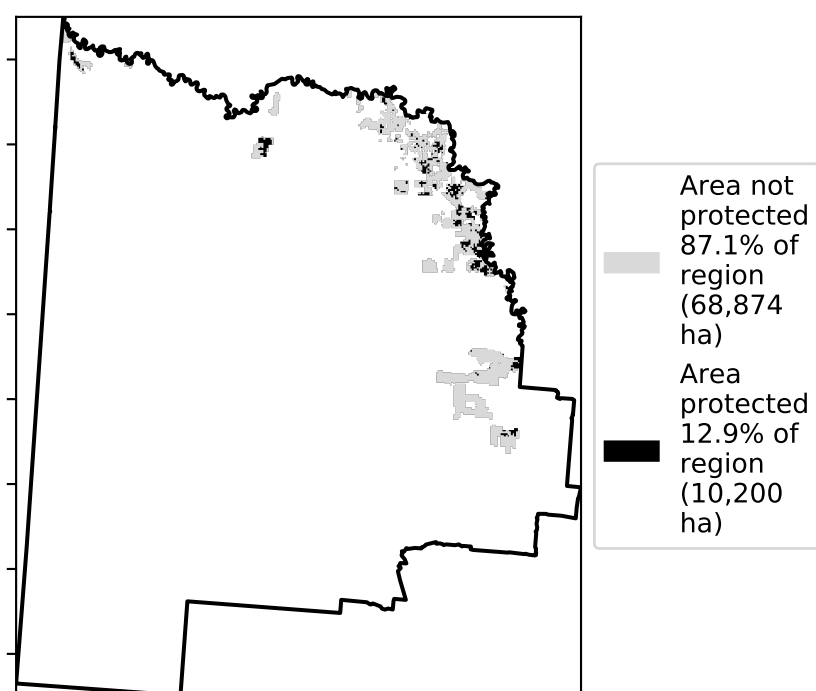 Area not
protected
87.1% of
region
(68,874
ha)
Area
protected
12.9% of
region
(10,200
ha)